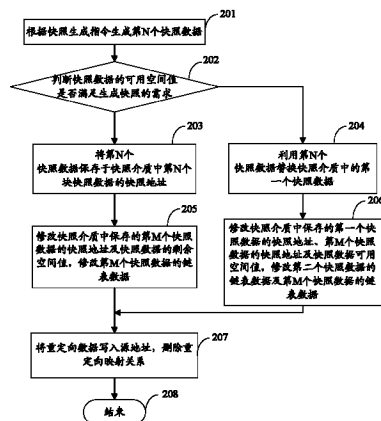 201
根据快照生成指令生成第N个快照数据
202
判断快照数据的可用空间值
是否满足生成快照的需求
203
将第N个
快照数据保存于快照介质中第N个
块快照数据的快照地址
204
利用第N个
快照数据替换快照介质中的第
一个快照数据
205
修改快照介质中保存的第M个快照数
据的快照地址及快照数据的剩余
空间值，修改第M个快照数据的链
表数据
206
修改快照介质中保存的第一个快
照数据的快照地址、第M个快照
数据的快照地址及快照数据可用
空间值，修改第二个快照数据的
链表数据及第M个快照数据的链
表数据
207
将重定向数据写入源地址，删除重
定向映射关系
208
结束